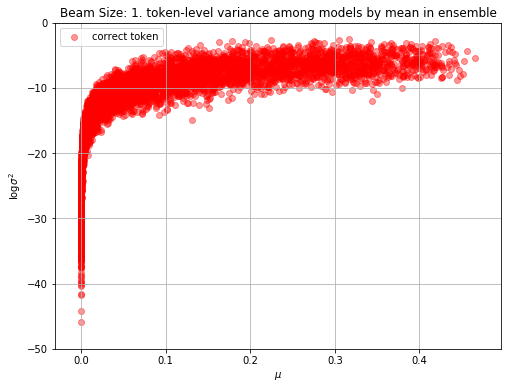 Beam Size: 1. token-level variance among models by mean in ensemble
correct token
0
−10
−20
−30
−40
−50
log σ²
0.0 0.1 0.2 0.3 0.4
μ